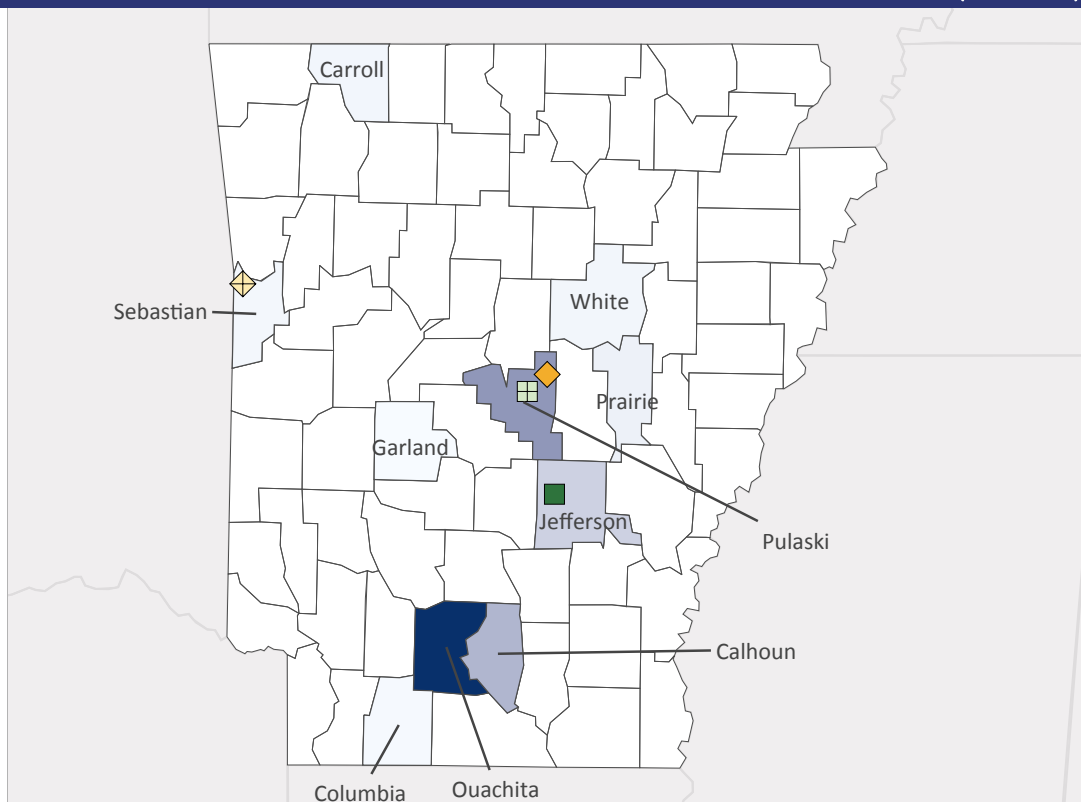 Carroll
Sebastian
White
Prairie
Garland
Jefferson
Pulaski
Calhoun
Columbia
Ouachita